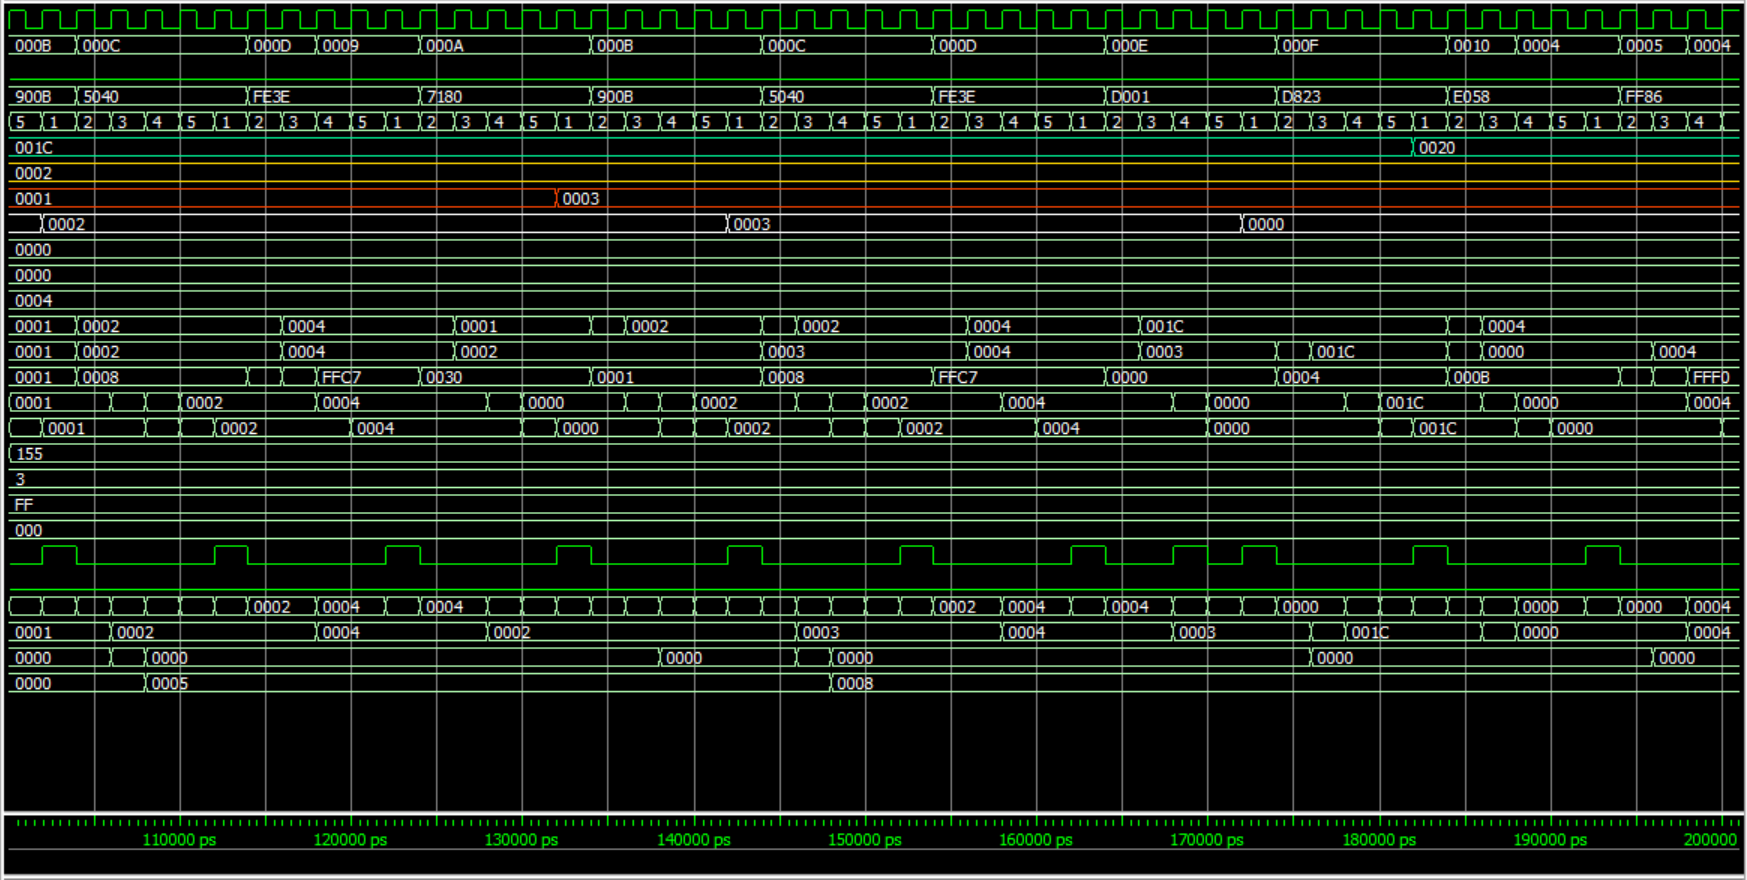 000B 000C 000D 0009 000A 000B 000C 000D 000E 000F 0010 0004 0005 0004
900B 5040 FE3E 7180 900B 5040 FE3E D001 D823 E058 FF86
5 1 2 3 4 5 1 2 3 4 5 1 2 3 4 5 1 2 3 4 5 1 2 3 4 5 1 2 3 4 5 1 2 3 4 5 1 2 3 4 5 1 2 3 4 5 1 2 3 4
001C 0020
0002
0001 0003
0002 0003 0000
0000
0000
0004
0001 0002 0004 0001 0002 0002 0004 001C 0004
0001 0002 0004 0002 0003 0004 0003 001C 0000 0004
0001 0008 FFC7 0030 0001 0008 FFC7 0000 0004 000B FFF0
0001 0002 0004 0000 0002 0002 0004 0000 001C 0000 0004
0001 0002 0004 0000 0002 0002 0004 0000 001C 0000
155
3
FF
000
0002 0004 0004 0002 0004 0004 0000 0000 0000 0004
0001 0002 0004 0002 0003 0004 0003 001C 0000 0004
0000 0000 0000 0000 0000 0000
0000 0005 0008
110000 ps 120000 ps 130000 ps 140000 ps 150000 ps 160000 ps 170000 ps 180000 ps 190000 ps 200000